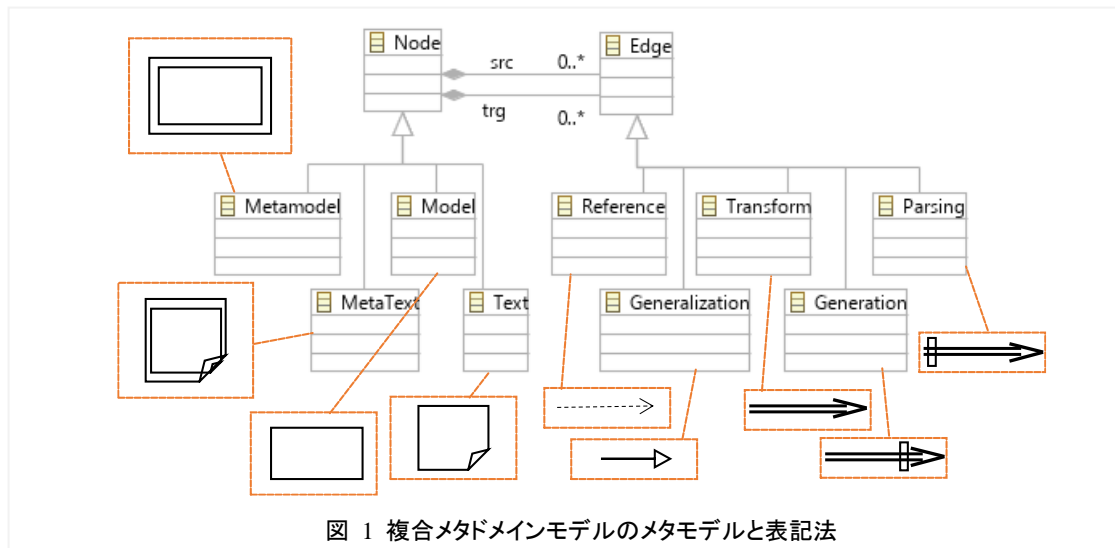 Node
Edge
src
0..*
trg
0..*
Metamodel
Model
Reference
Transform
Parsing
MetaText
Text
Generalization
Generation
図 1 複合メタドメインモデルのメタモデルと表記法